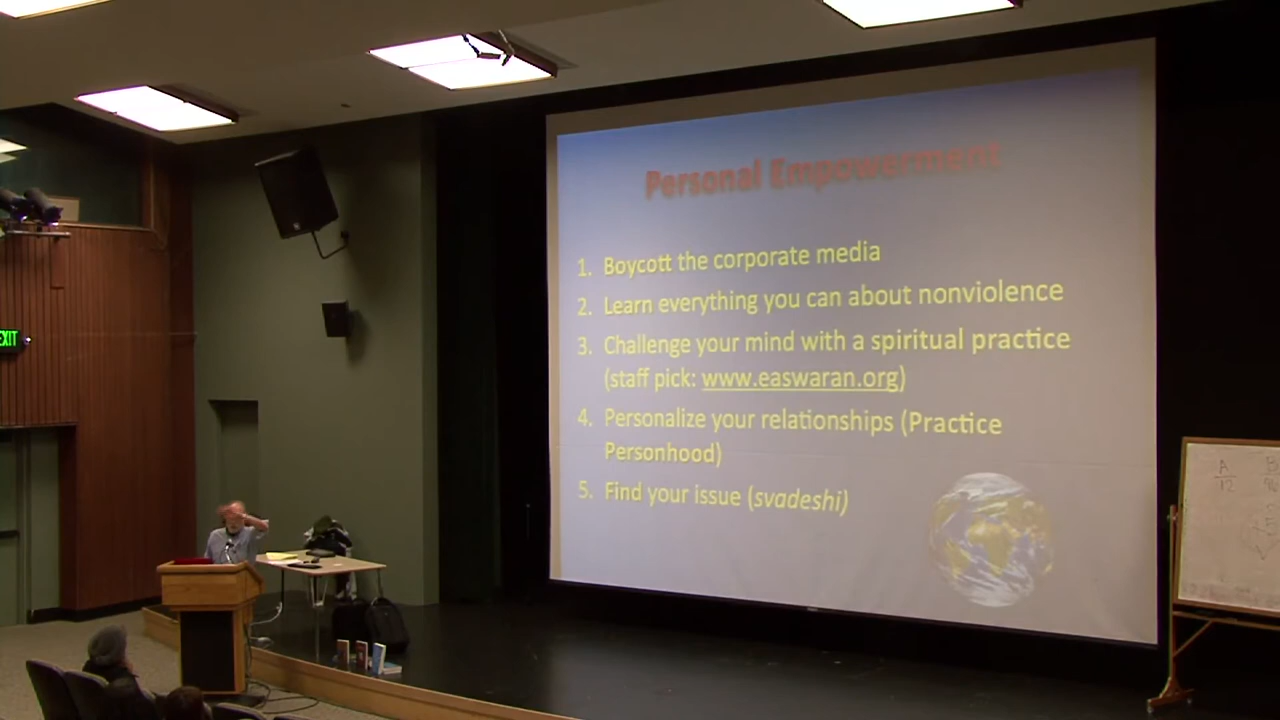 Personal Empowerment
1. Boycott the corporate media
2. Learn everything you can about nonviolence
3. Challenge your mind with a spiritual practice
(staff pick: www.easwaran.org)
4. Personalize your relationships (Practice
Personhood)
5. Find your issue (svadeshi)
EXIT
A
12